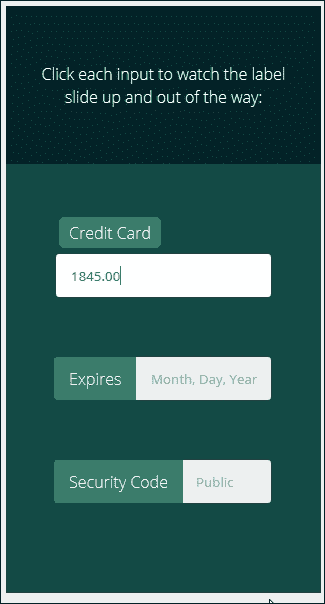 Click each input to watch the label
slide up and out of the way:
Credit Card
1845.00
Expires Month, Day, Year
Security Code Public